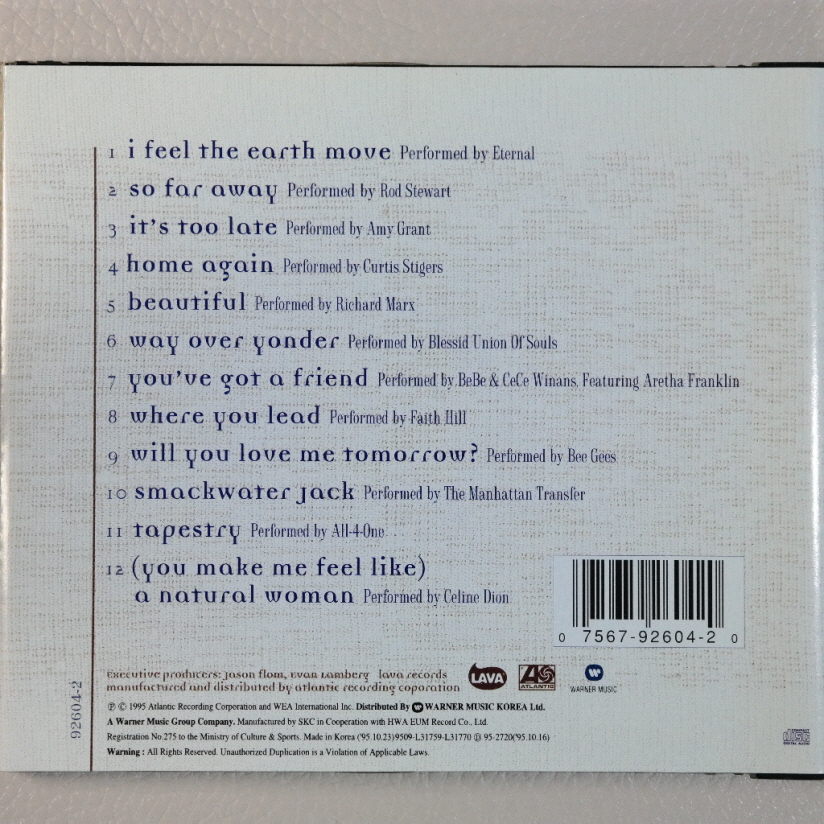 1 i feel the earth move Performed by Eternal
2 so far away Performed by Rod Stewart
3 it's too late Performed by Amy Grant
4 home again Performed by Curtis Stigers
5 beautiful Performed by Richard Marx
6 way over yonder Performed by Blessid Union Of Souls
7 you've got a friend Performed by BeBe & CeCe Winans, Featuring Aretha Franklin
8 where you lead Performed by Faith Hill
9 will you love me tomorrow? Performed by Bee Gees
10 smackwater jack Performed by The Manhattan Transfer
11 tapestry Performed by All-4-One
12 (you make me feel like)
a natural woman Performed by Celine Dion
0 7567-92604-2 0
executive producers: jason flom, evan lamberg lava records
manufactured and distributed by atlantic recording coporation
LAVA
ATLANTIC
WARNER MUSIC
℗ © 1995 Atlantic Recording Corporation and WEA International Inc. Distributed By WARNER MUSIC KOREA Ltd.
A Warner Music Group Company. Manufactured by SKC in Cooperation with HWA EUM Record Co., Ltd.
Registration No.275 to the Ministry of Culture & Sports. Made in Korea ('95.10.23)9509-L31759-L31770 Ⓓ 95-2720('95.10.16)
Warning : All Rights Reserved. Unauthorized Duplication is a Violation of Applicable Laws.
92604-2
COMPACT
disc
DIGITAL AUDIO